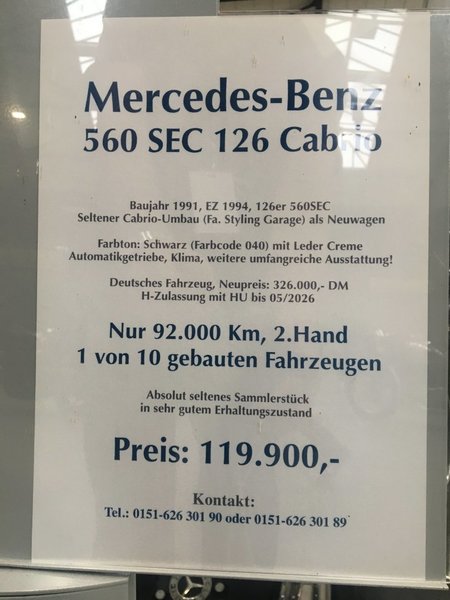 Mercedes-Benz
560 SEC 126 Cabrio
Baujahr 1991, EZ 1994, 126er 560SEC
Seltener Cabrio-Umbau (Fa. Styling Garage) als Neuwagen
Farbton: Schwarz (Farbcode 040) mit Leder Creme
Automatikgetriebe, Klima, weitere umfangreiche Ausstattung!
Deutsches Fahrzeug, Neupreis: 326.000,- DM
H-Zulassung mit HU bis 05/2026
Nur 92.000 Km, 2.Hand
1 von 10 gebauten Fahrzeugen
Absolut seltenes Sammlerstück
in sehr gutem Erhaltungszustand
Preis: 119.900,-
Kontakt:
Tel.: 0151-626 301 90 oder 0151-626 301 89